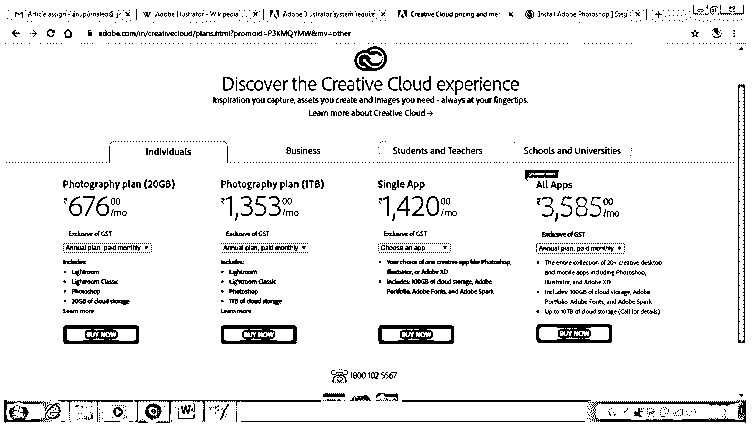 Article assign - anupurnales@
Adobe Illustrator - Wikipedia
Creative Cloud pricing and me
Install Adobe Photoshop | Step
adobe.com/in/creativecloud/plans.html?promoid=P3KMQYMW&mv=other
Discover the Creative Cloud experience
Inspiration you capture, assets you create and images you need - always at your fingertips.
Learn more about Creative Cloud →
Individuals
Business
Students and Teachers
Schools and Universities
Photography plan (20GB)
₹676.00/mo
Exclusive of GST
Annual plan, paid monthly
Includes:
• Lightroom
• Lightroom Classic
• Photoshop
• 20GB of cloud storage
Learn more
BUY NOW
Photography plan (1TB)
₹1,353.00/mo
Exclusive of GST
Annual plan, paid monthly
Includes:
• Lightroom
• Lightroom Classic
• Photoshop
• 1TB of cloud storage
Learn more
BUY NOW
Single App
₹1,420.00/mo
Exclusive of GST
Choose an app
• Your choice of one creative app like Photoshop,
Illustrator, or Adobe XD
• Includes 100GB of cloud storage, Adobe
Portfolio, Adobe Fonts, and Adobe Spark
BUY NOW
All Apps
₹3,585.00/mo
Exclusive of GST
Annual plan, paid monthly
• The entire collection of 20+ creative desktop
and mobile apps including Photoshop,
Illustrator, and Adobe XD
• Includes 100GB of cloud storage, Adobe
Portfolio, Adobe Fonts, and Adobe Spark
• Up to 10TB of cloud storage (Call for details)
BUY NOW
1800 102 5567